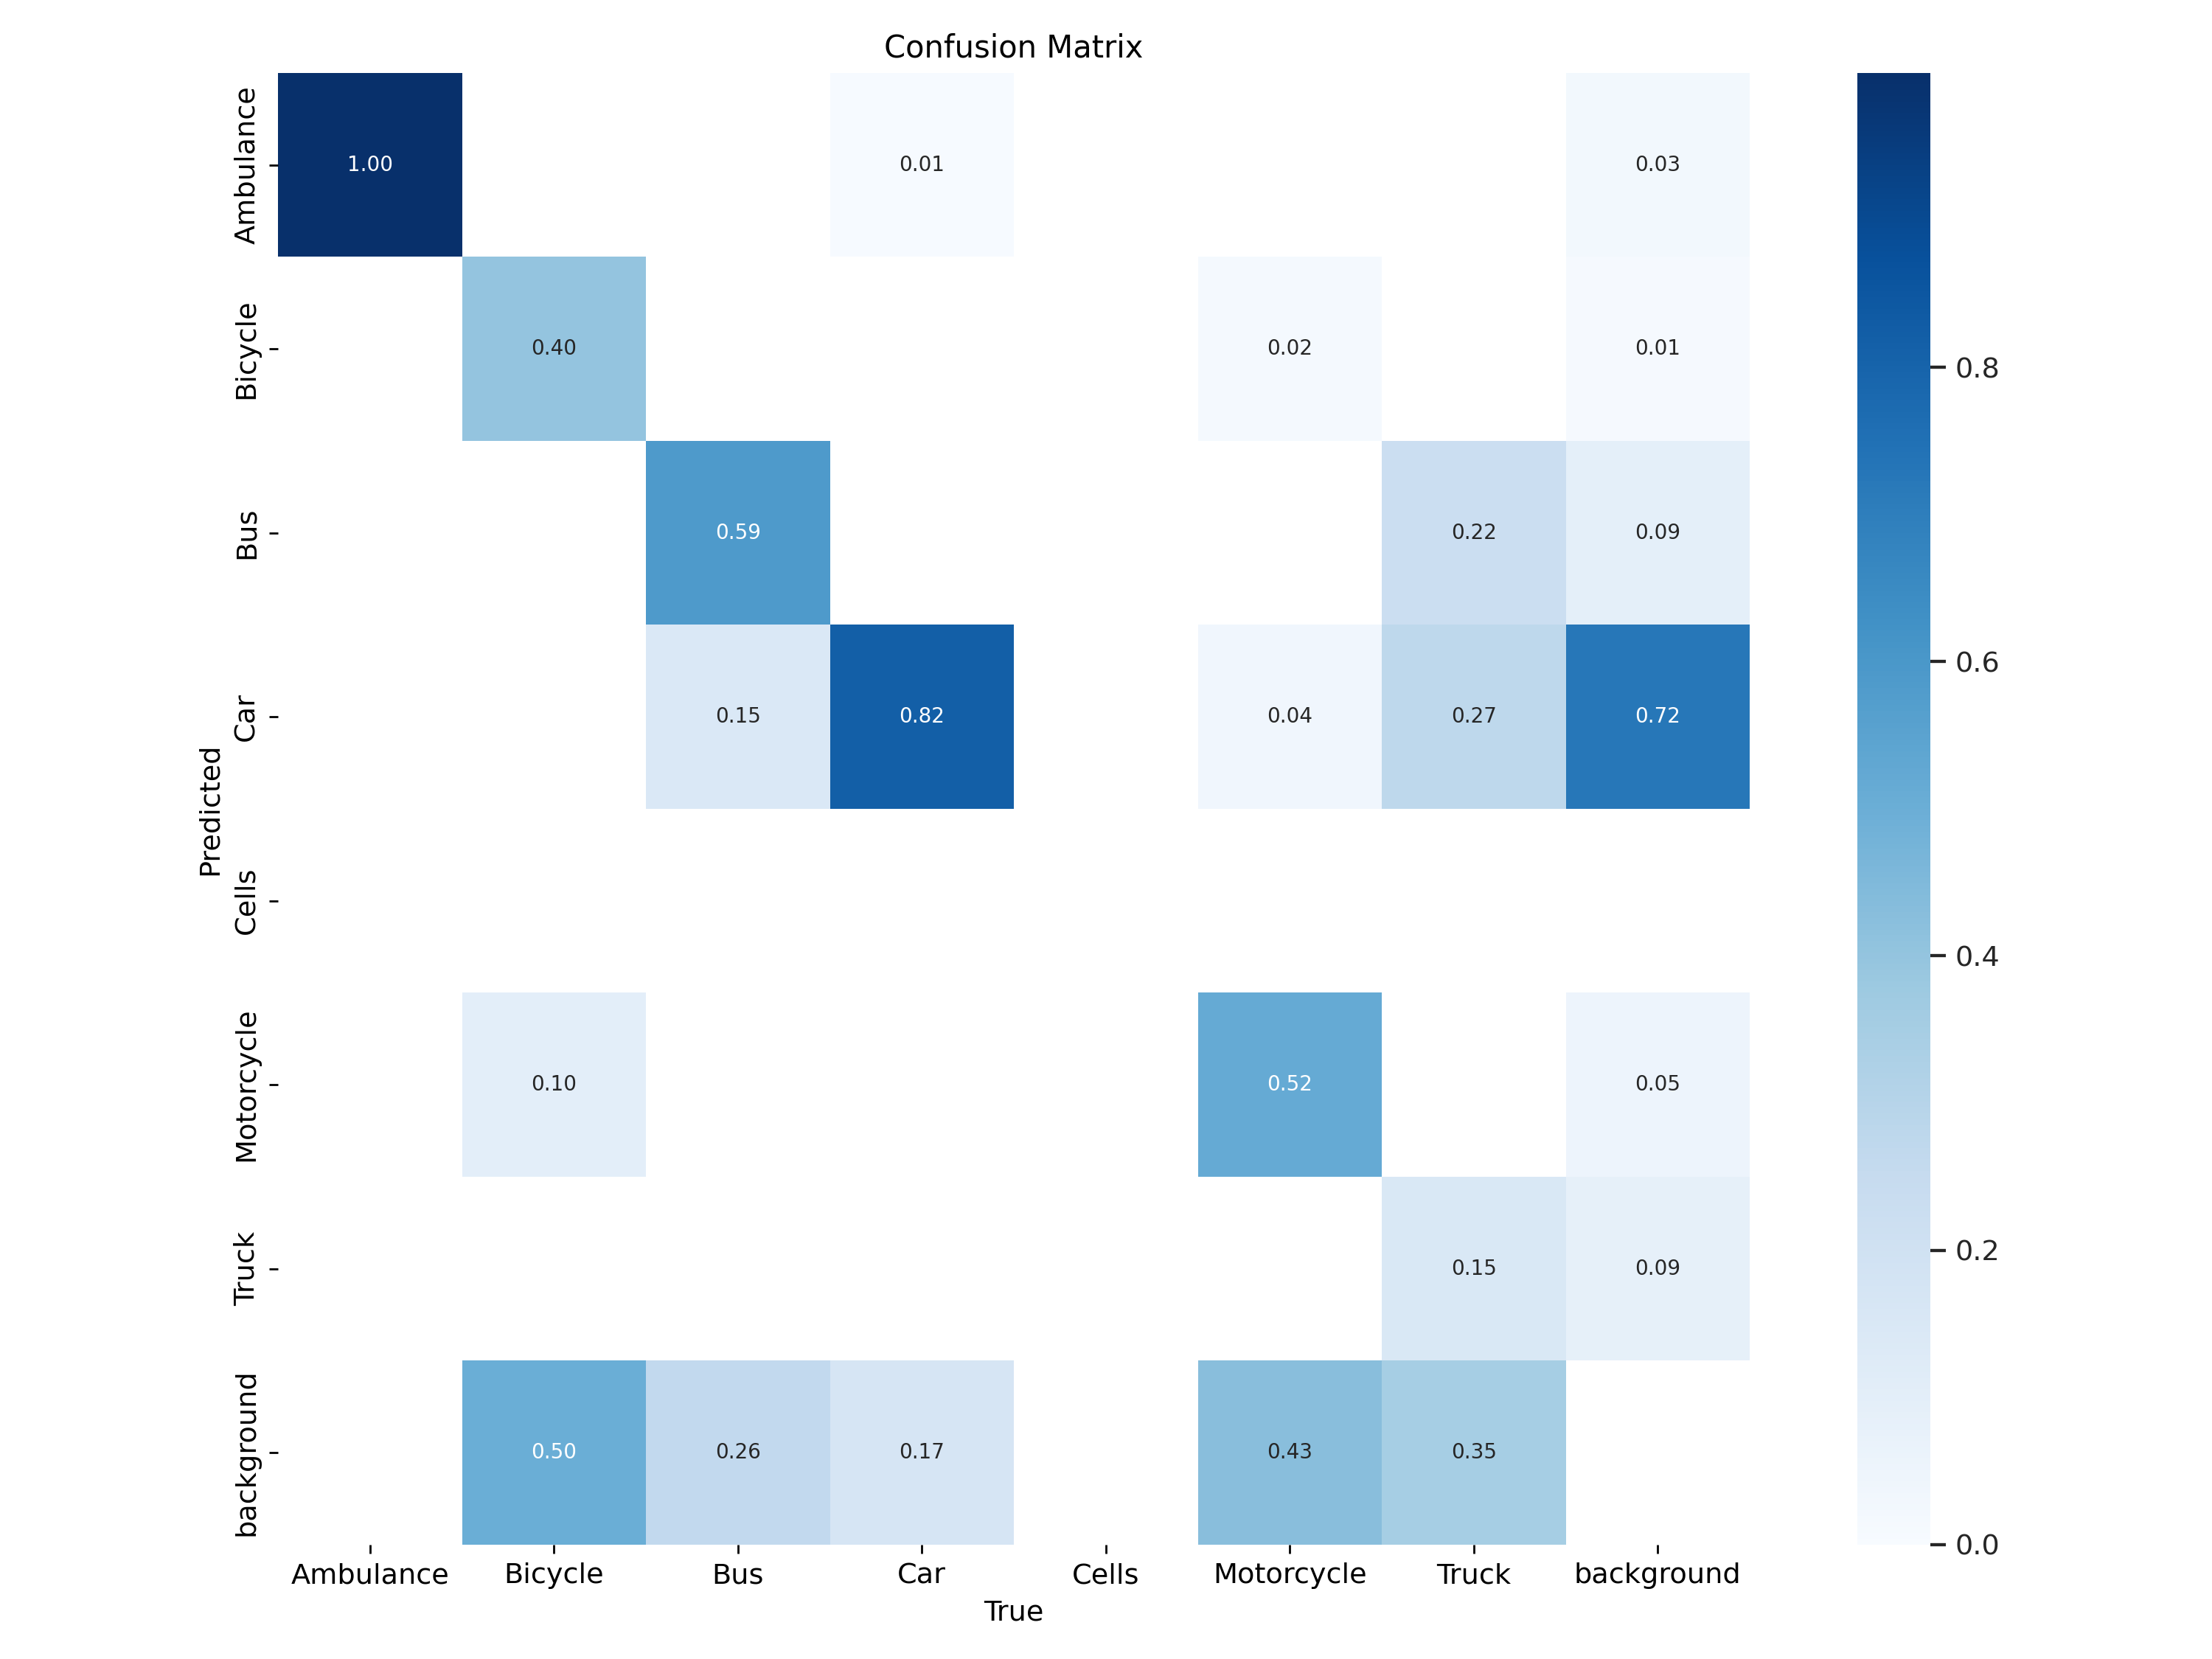 Confusion Matrix
Ambulance
1.00 0.01 0.03
Bicycle
0.40 0.02 0.01
0.8
Bus
0.59 0.22 0.09
0.6
Car
0.15 0.82 0.04 0.27 0.72
Predicted
Cells
0.4
Motorcycle
0.10 0.52 0.05
Truck
0.15 0.09
0.2
background
0.50 0.26 0.17 0.43 0.35
0.0
Ambulance Bicycle Bus Car Cells Motorcycle Truck background
True